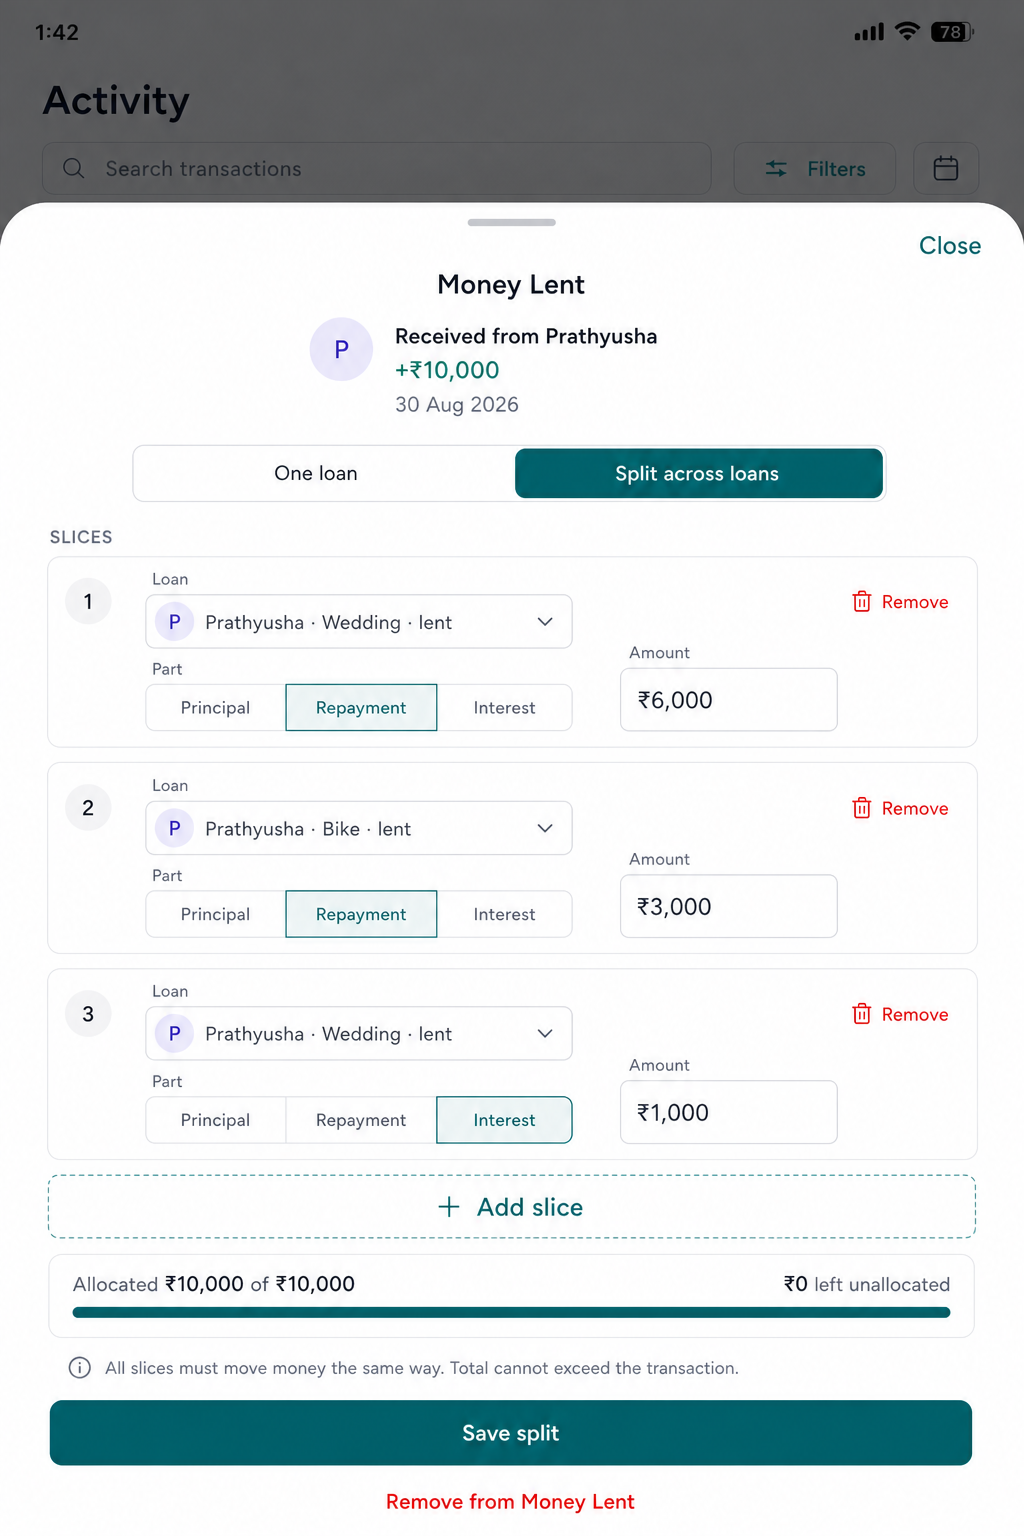 1:42
78
Activity
Search transactions
Filters
Close
Money Lent
P
Received from Prathyusha
+₹10,000
30 Aug 2026
One loan
Split across loans
SLICES
1
Loan
P Prathyusha · Wedding · lent
Remove
Part
Principal Repayment Interest
Amount
₹6,000
2
Loan
P Prathyusha · Bike · lent
Remove
Part
Principal Repayment Interest
Amount
₹3,000
3
Loan
P Prathyusha · Wedding · lent
Remove
Part
Principal Repayment Interest
Amount
₹1,000
+ Add slice
Allocated ₹10,000 of ₹10,000
₹0 left unallocated
All slices must move money the same way. Total cannot exceed the transaction.
Save split
Remove from Money Lent